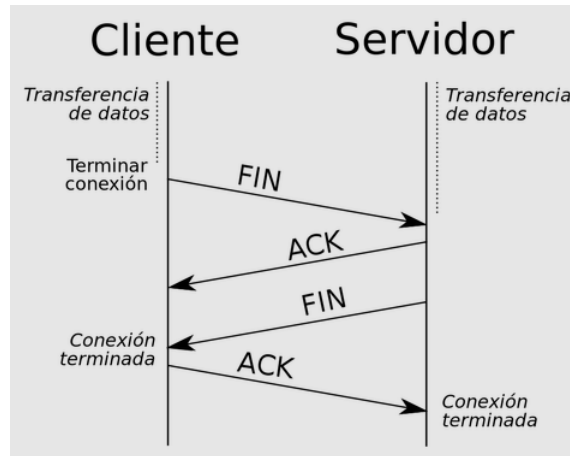 Cliente
Servidor
Transferencia
de datos
Transferencia
de datos
Terminar
conexión
FIN
ACK
FIN
Conexión
terminada
ACK
Conexión
terminada